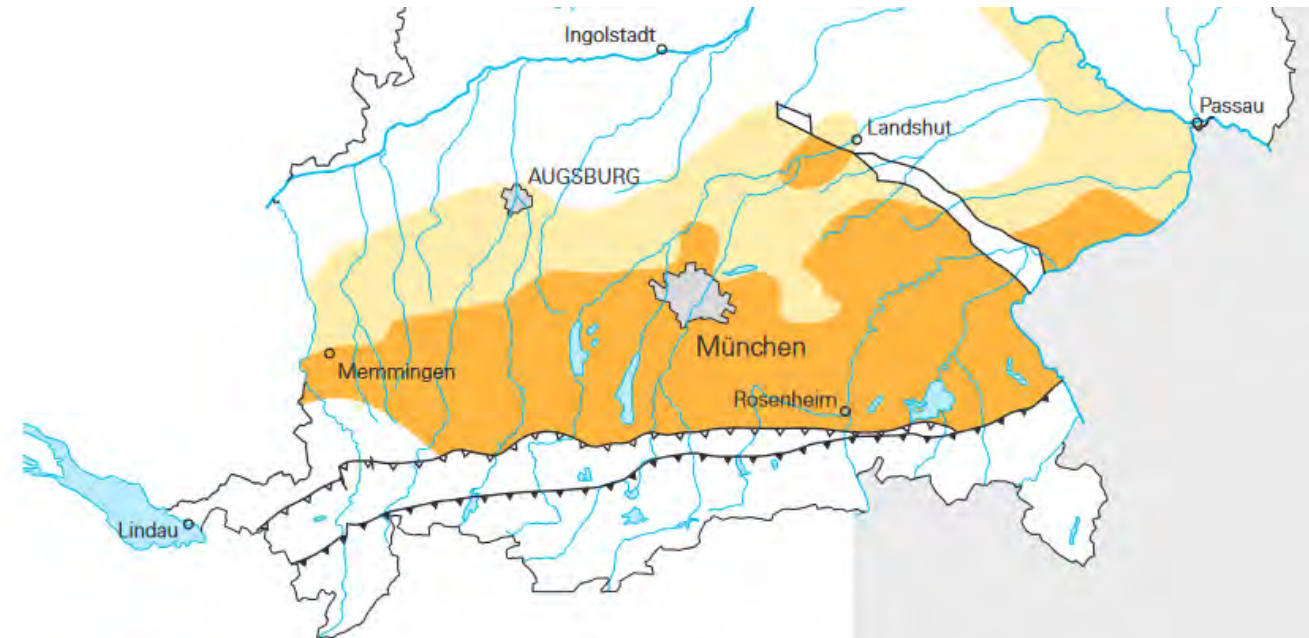 Ingolstadt
Passau
Landshut
AUGSBURG
München
Memmingen
Rosenheim
Lindau